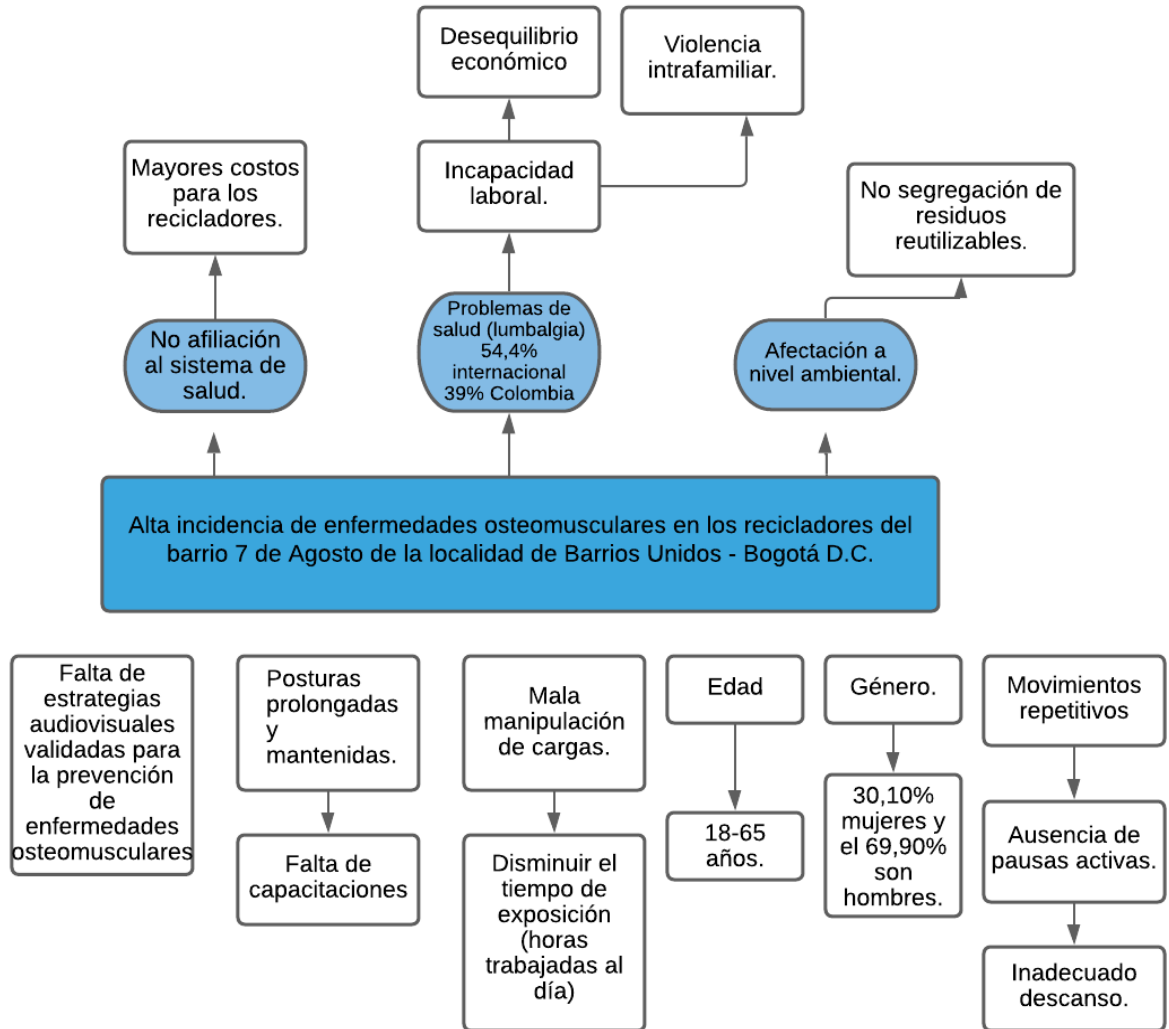 Desequilibrio
económico
Violencia
intrafamiliar.
Mayores costos
para los
recicladores.
Incapacidad
laboral.
No segregación de
residuos
reutilizables.
No afiliación
al sistema de
salud.
Problemas de
salud (lumbalgia)
54,4%
internacional
39% Colombia
Afectación a
nivel ambiental.
Alta incidencia de enfermedades osteomusculares en los recicladores del
barrio 7 de Agosto de la localidad de Barrios Unidos - Bogotá D.C.
Falta de
estrategias
audiovisuales
validadas para
la prevención
de
enfermedades
osteomusculares
Posturas
prolongadas
y
mantenidas.
Mala
manipulación
de cargas.
Edad
Género.
Movimientos
repetitivos
Falta de
capacitaciones
Disminuir el
tiempo de
exposición
(horas
trabajadas al
día)
18-65
años.
30,10%
mujeres y
el 69,90%
son
hombres.
Ausencia de
pausas activas.
Inadecuado
descanso.